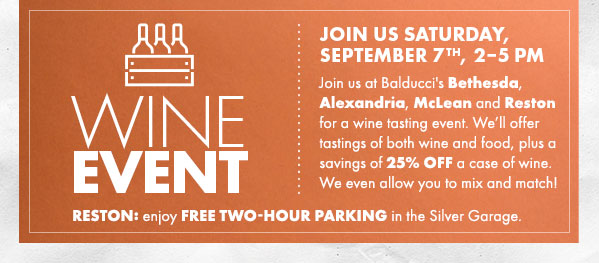 WINE
EVENT
JOIN US SATURDAY,
SEPTEMBER 7TH, 2–5 PM
Join us at Balducci's Bethesda,
Alexandria, McLean and Reston
for a wine tasting event. We'll offer
tastings of both wine and food, plus a
savings of 25% OFF a case of wine.
We even allow you to mix and match!
RESTON: enjoy FREE TWO-HOUR PARKING in the Silver Garage.